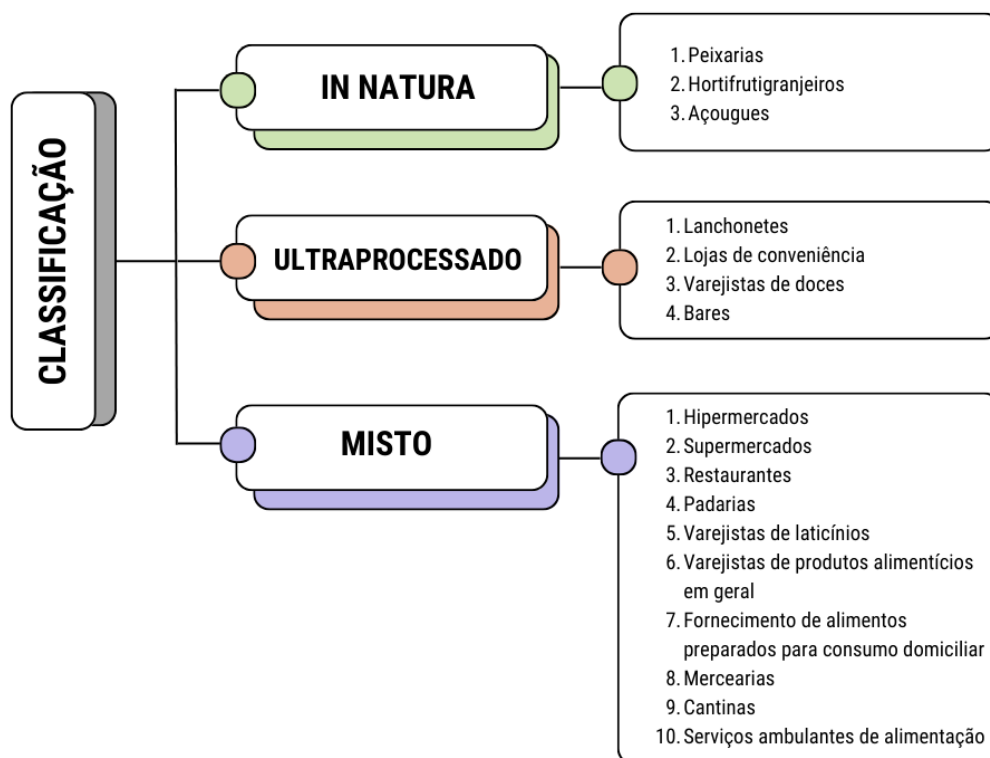 CLASSIFICAÇÃO
IN NATURA
1. Peixarias
2. Hortifrutigranjeiros
3. Açougues
ULTRAPROCESSADO
1. Lanchonetes
2. Lojas de conveniência
3. Varejistas de doces
4. Bares
MISTO
1. Hipermercados
2. Supermercados
3. Restaurantes
4. Padarias
5. Varejistas de laticínios
6. Varejistas de produtos alimentícios
em geral
7. Fornecimento de alimentos
preparados para consumo domiciliar
8. Mercearias
9. Cantinas
10. Serviços ambulantes de alimentação